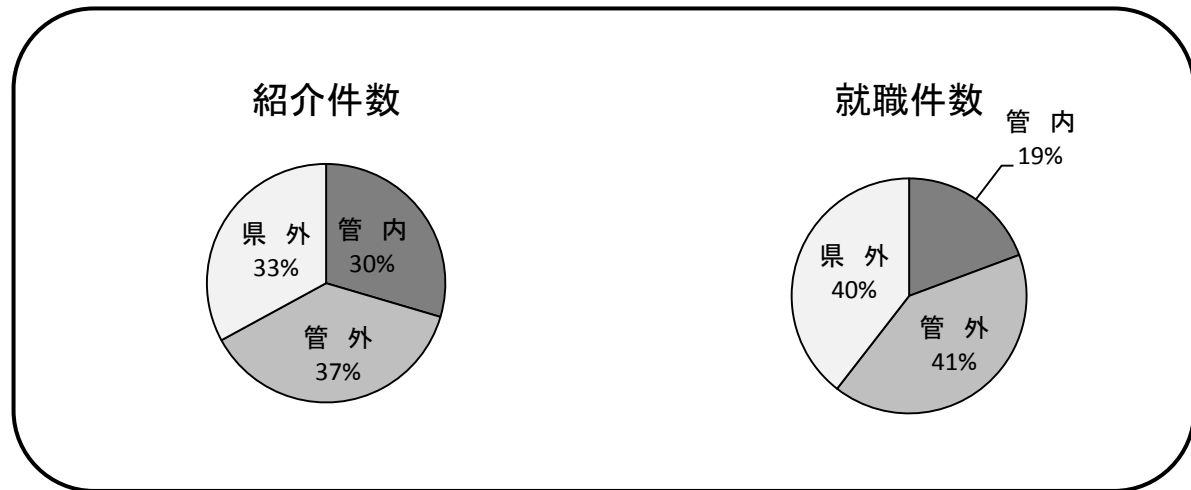 紹介件数
県 外
33%
管 内
30%
管 外
37%
就職件数
管 内
19%
県 外
40%
管 外
41%